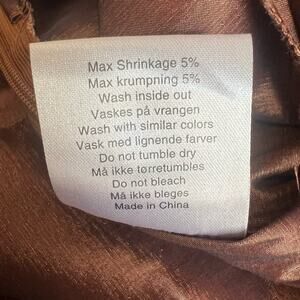 Max Shrinkage 5%
Max krumpning 5%
Wash inside out
Vaskes på vrangen
Wash with similar colors
Vask med lignende farver
Do not tumble dry
Må ikke tørretumbles
Do not bleach
Må ikke bleges
Made in China